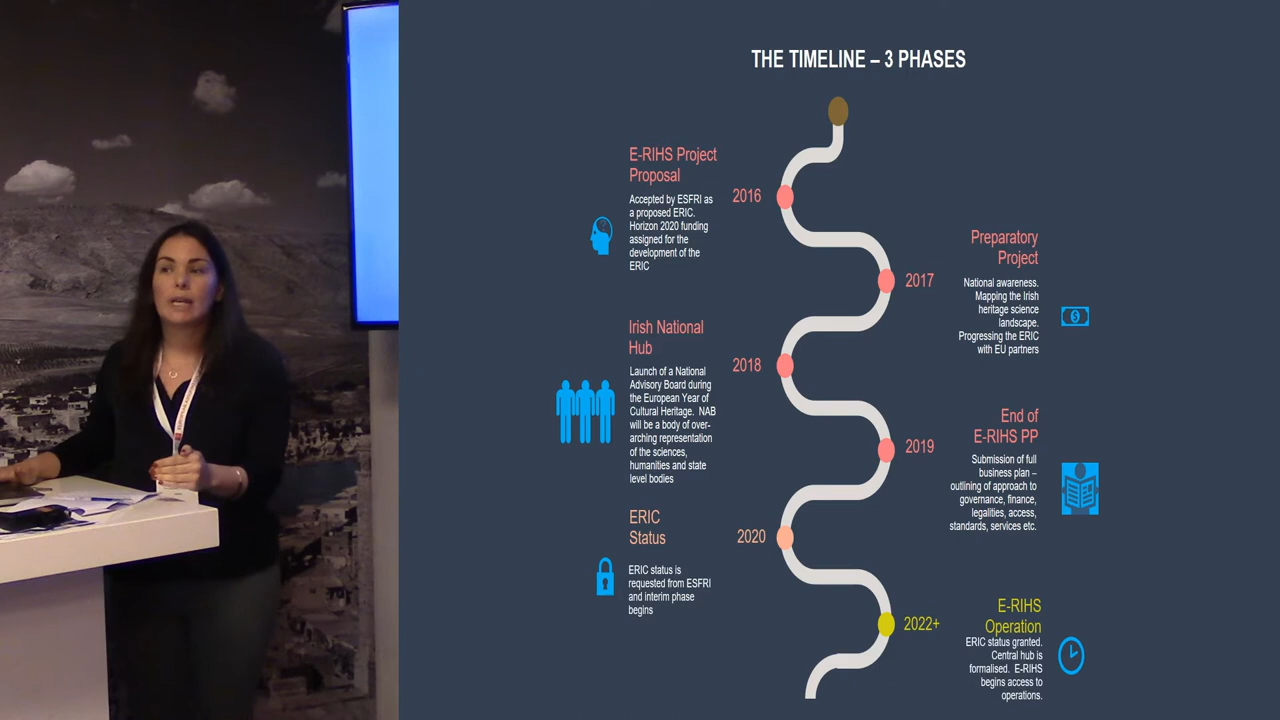 THE TIMELINE – 3 PHASES
E-RIHS Project
Proposal
Accepted by ESFRI as
a proposed ERIC.
Horizon 2020 funding
assigned for the
development of the
ERIC
2016
Preparatory
Project
National awareness.
Mapping the Irish
heritage science
landscape.
Progressing the ERIC
with EU partners
2017
Irish National
Hub
Launch of a National
Advisory Board during
the European Year of
Cultural Heritage. NAB
will be a body of over-
arching representation
of the sciences,
humanities and state
level bodies
2018
End of
E-RIHS PP
Submission of full
business plan –
outlining of approach to
governance, finance,
legalities, access,
standards, services etc.
2019
ERIC
Status
ERIC status is
requested from ESFRI
and interim phase
begins
2020
E-RIHS
Operation
ERIC status granted.
Central hub is
formalised. E-RIHS
begins access to
operations.
2022+